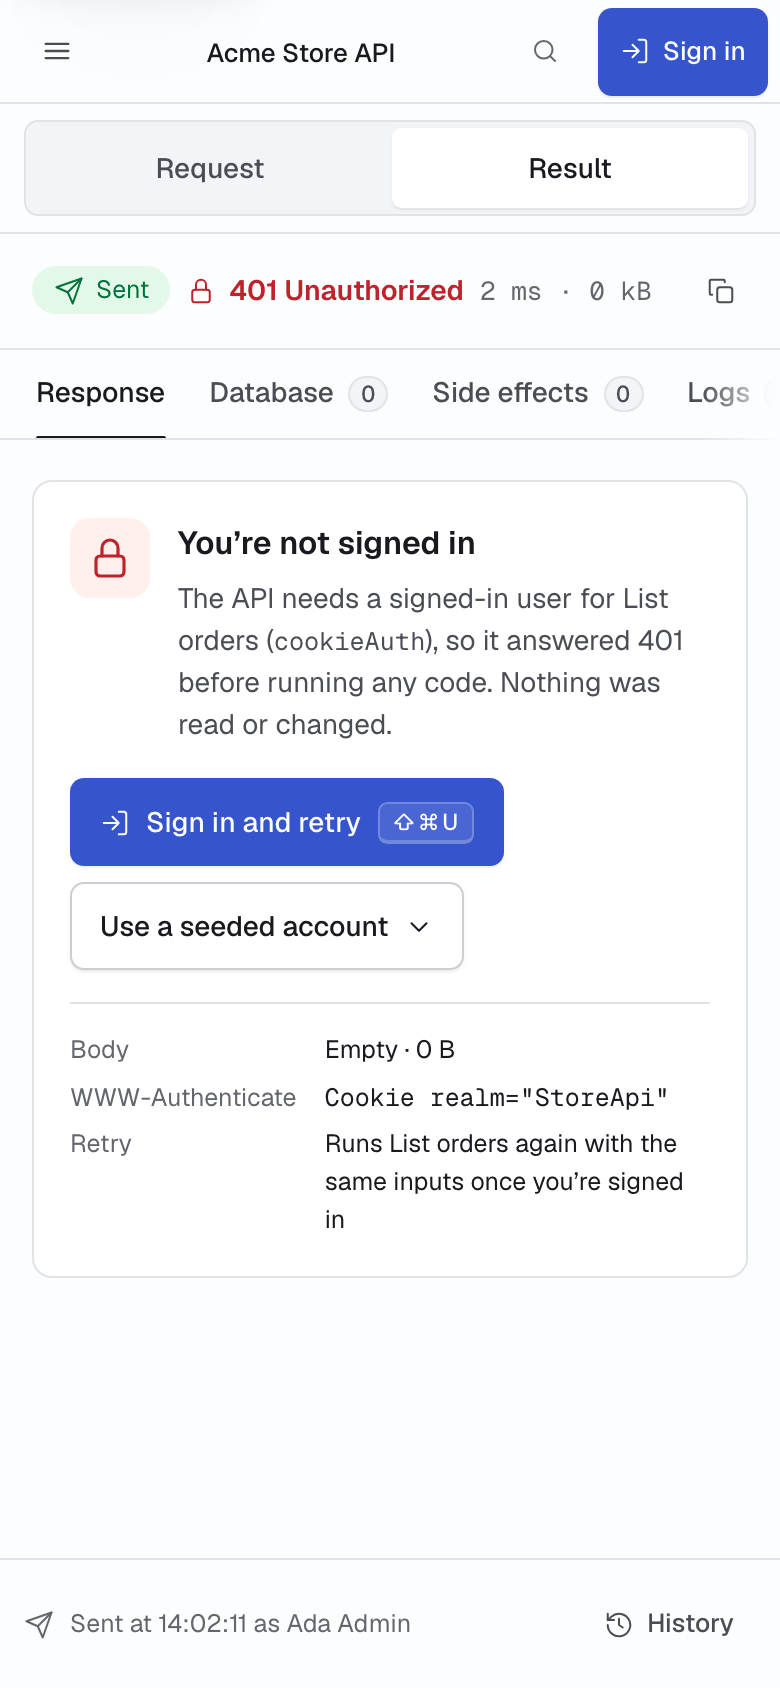 Acme Store API
Sign in
Request
Result
Sent
401 Unauthorized
2 ms · 0 kB
Response
Database 0
Side effects 0
Logs
You’re not signed in
The API needs a signed-in user for List
orders (cookieAuth), so it answered 401
before running any code. Nothing was
read or changed.
Sign in and retry ⇧⌘U
Use a seeded account
Body
Empty · 0 B
WWW-Authenticate
Cookie realm="StoreApi"
Retry
Runs List orders again with the
same inputs once you’re signed
in
Sent at 14:02:11 as Ada Admin
History